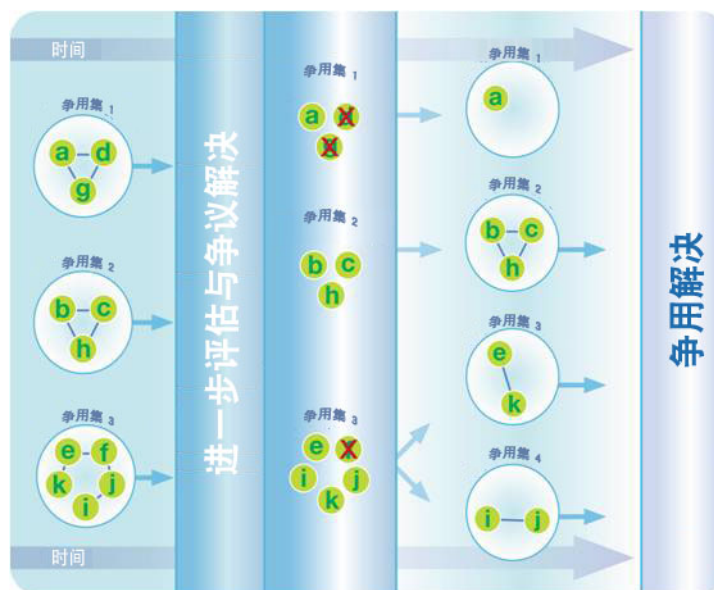 时间
争用集 1
a d
g
争用集 2
b c
h
争用集 3
e f
k j
i
时间
进一步评估与争议解决
争用集 1
a
争用集 2
b c
h
争用集 3
e
i j
k
争用集 1
a
争用集 2
b c
h
争用集 3
e
k
争用集 4
i j
争用解决